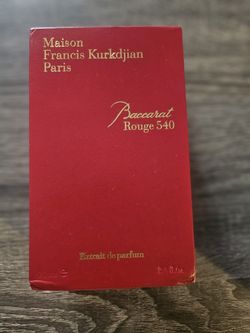 Maison
Francis Kurkdjian
Paris
Baccarat
Rouge 540
Extrait de parfum